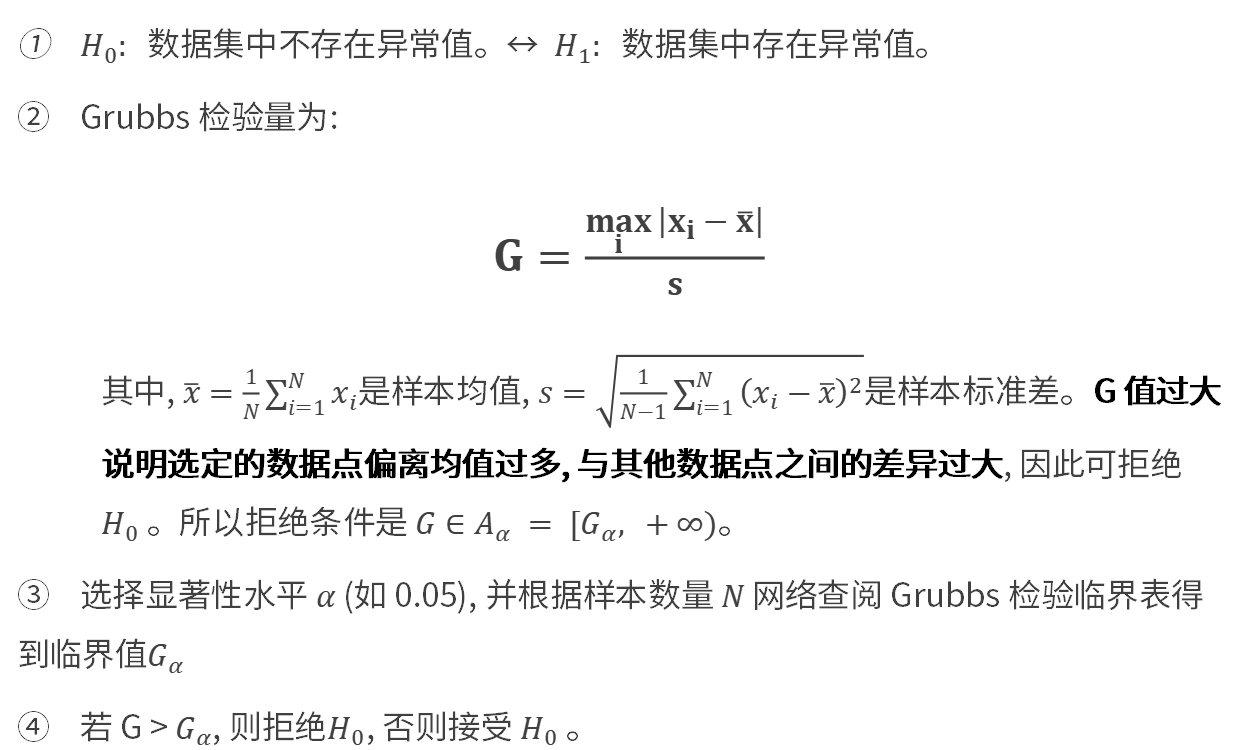 ① H₀: 数据集中不存在异常值。↔ H₁: 数据集中存在异常值。
② Grubbs 检验量为:
G = max_i |x_i − x̄| / s
其中, x̄ = 1/N ∑_{i=1}^{N} x_i是样本均值, s = √(1/(N−1) ∑_{i=1}^{N} (x_i − x̄)²)是样本标准差。G 值过大
说明选定的数据点偏离均值过多, 与其他数据点之间的差异过大, 因此可拒绝
H₀ 。所以拒绝条件是 G ∈ A_α = [G_α, +∞)。
③ 选择显著性水平 α (如 0.05), 并根据样本数量 N 网络查阅 Grubbs 检验临界表得
到临界值G_α
④ 若 G > G_α, 则拒绝H₀, 否则接受 H₀ 。